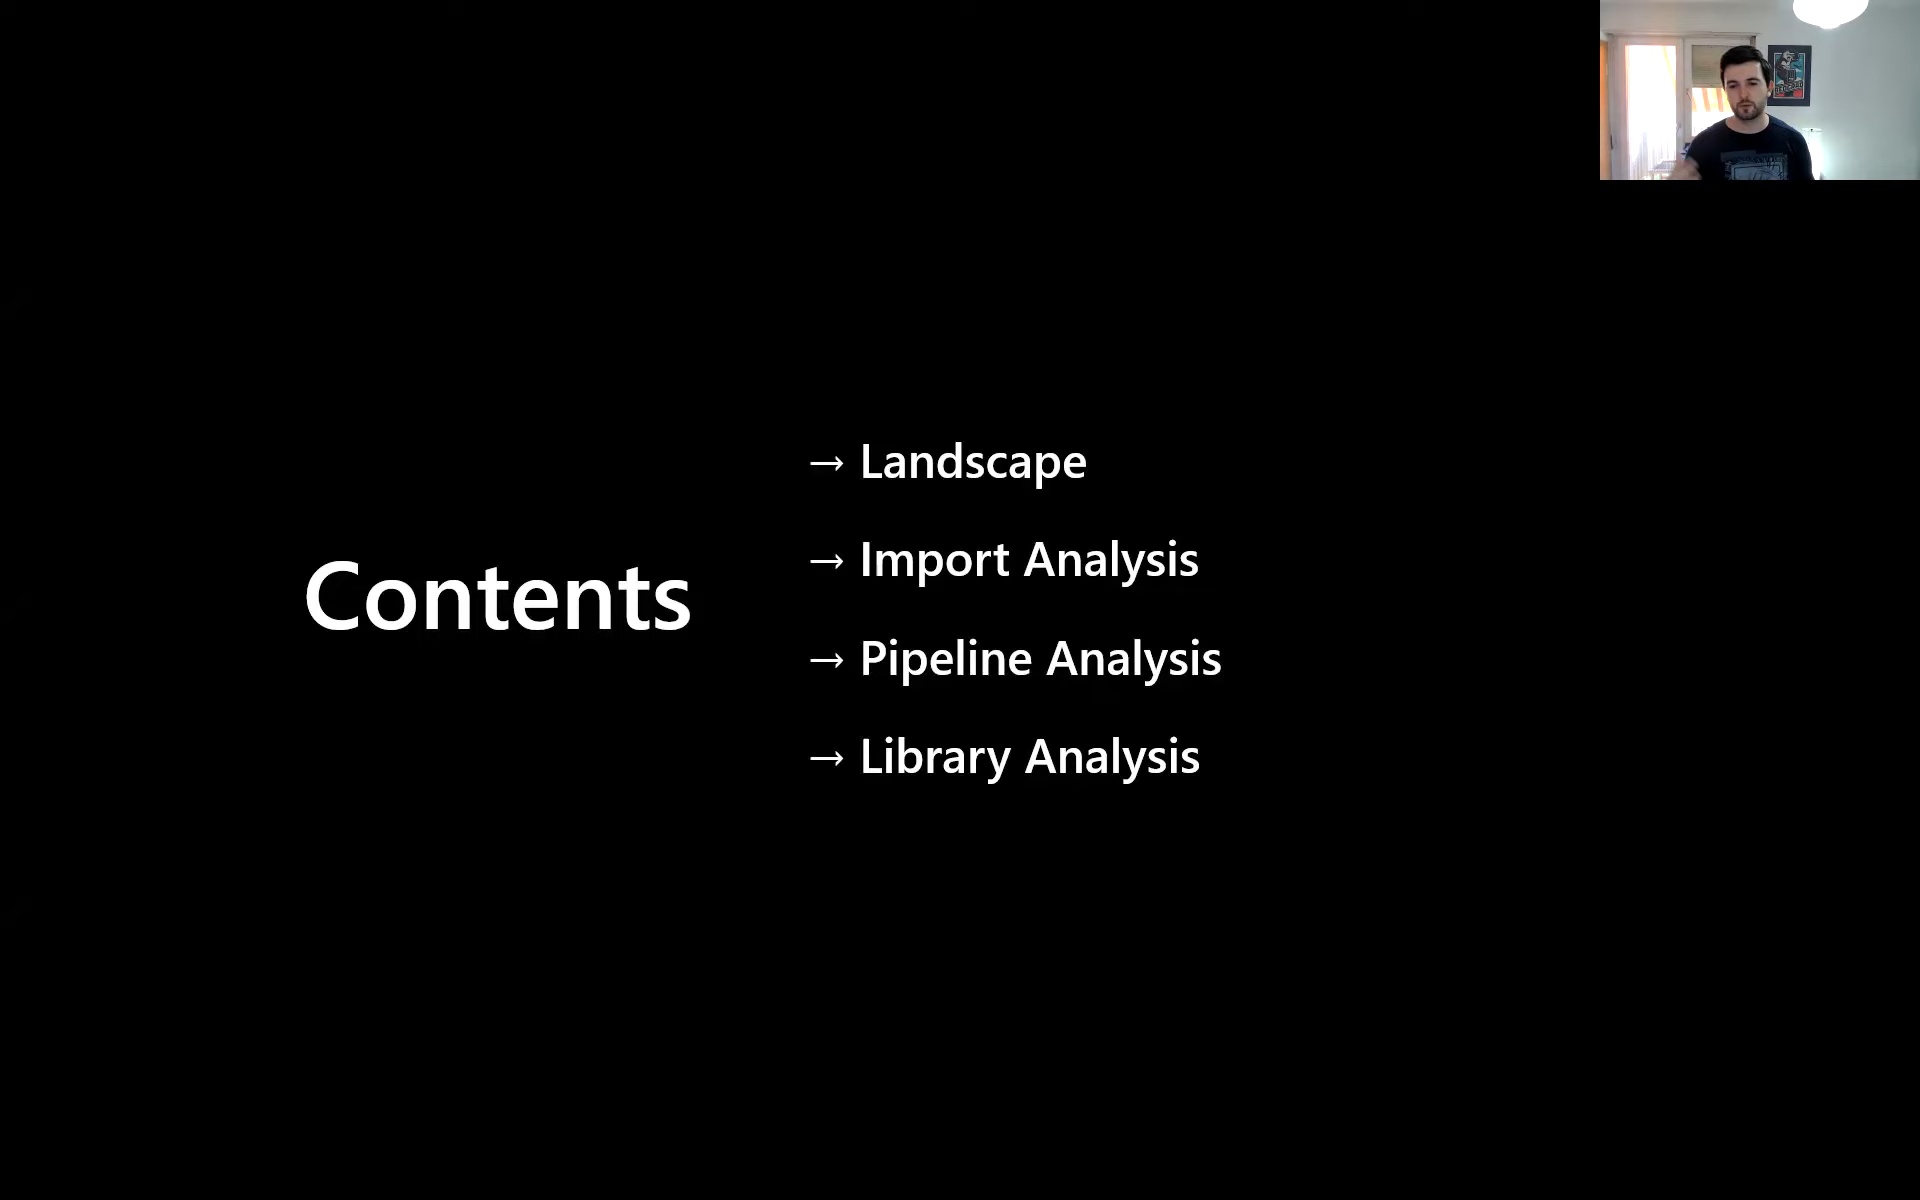 Contents
→ Landscape
→ Import Analysis
→ Pipeline Analysis
→ Library Analysis